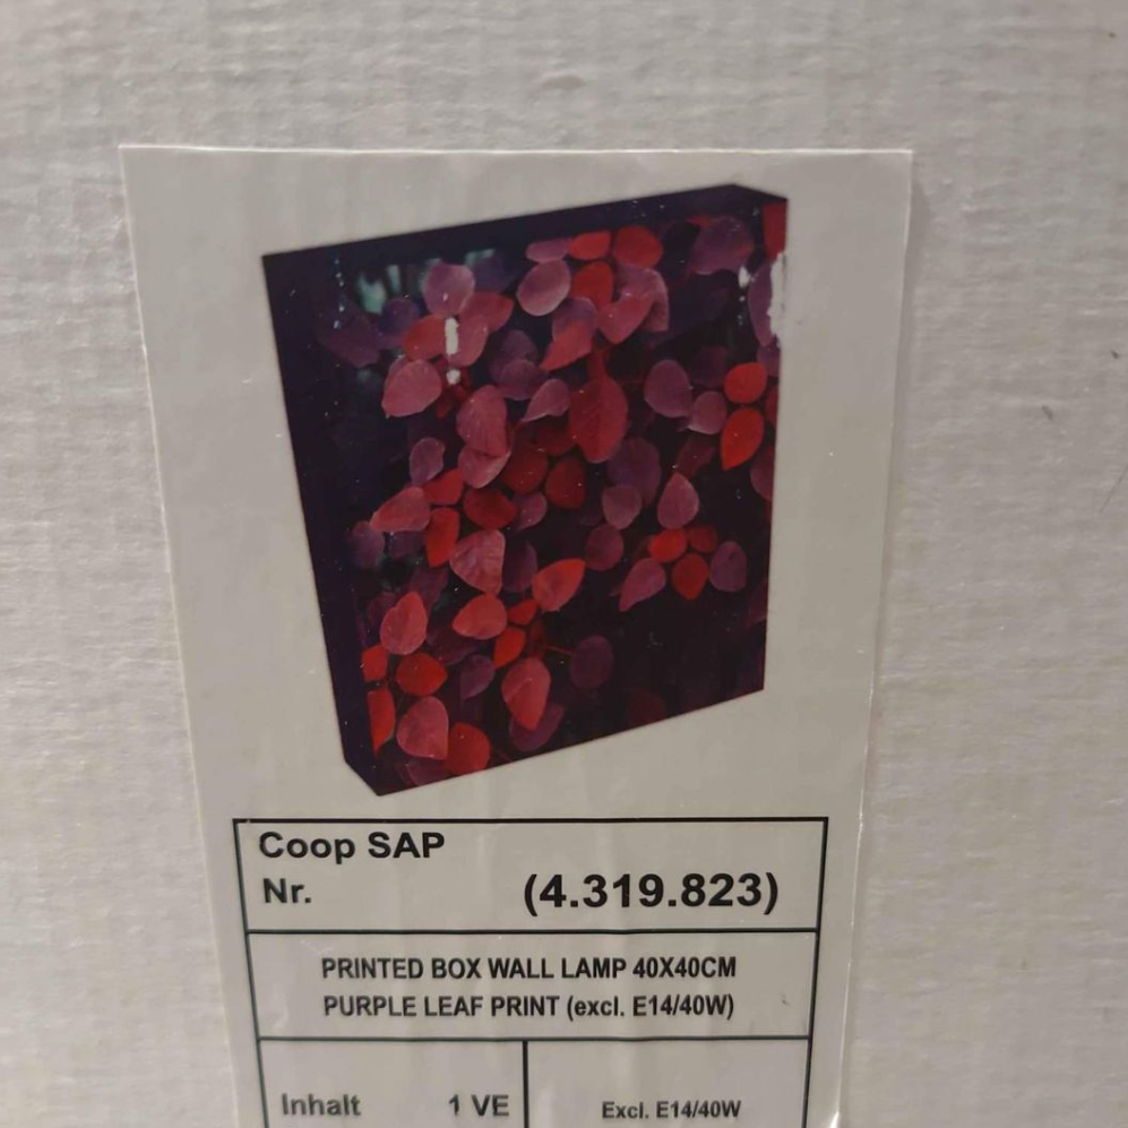 Coop SAP
Nr. (4.319.823)
PRINTED BOX WALL LAMP 40X40CM
PURPLE LEAF PRINT (excl. E14/40W)
Inhalt 1 VE Excl. E14/40W